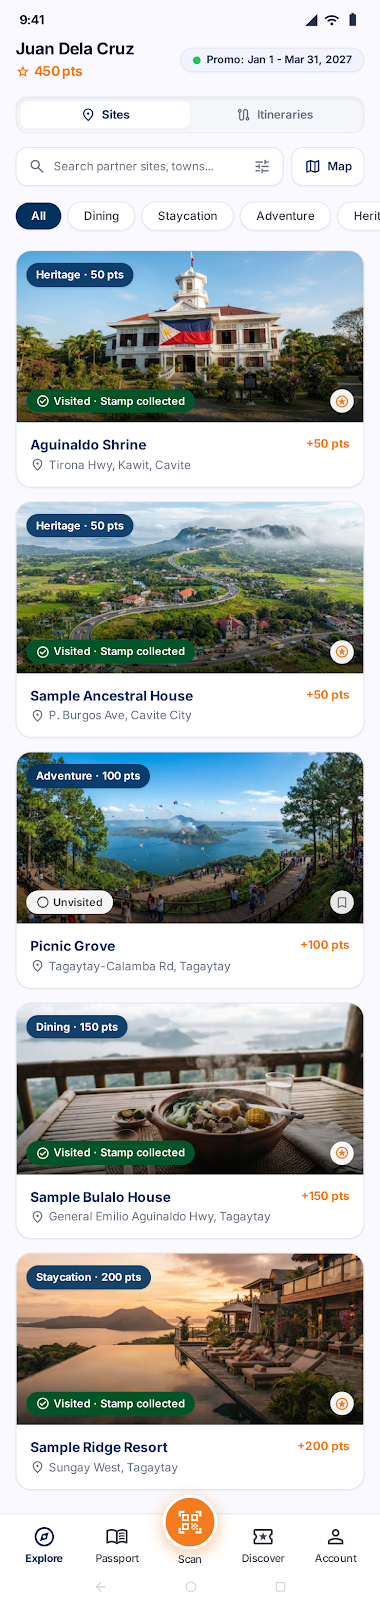 9:41
Juan Dela Cruz
450 pts
Promo: Jan 1 - Mar 31, 2027
Sites
Itineraries
Search partner sites, towns...
Map
All
Dining
Staycation
Adventure
Herit
Heritage · 50 pts
Visited · Stamp collected
Aguinaldo Shrine
+50 pts
Tirona Hwy, Kawit, Cavite
Heritage · 50 pts
Visited · Stamp collected
Sample Ancestral House
+50 pts
P. Burgos Ave, Cavite City
Adventure · 100 pts
Unvisited
Picnic Grove
+100 pts
Tagaytay-Calamba Rd, Tagaytay
Dining · 150 pts
Visited · Stamp collected
Sample Bulalo House
+150 pts
General Emilio Aguinaldo Hwy, Tagaytay
Staycation · 200 pts
Visited · Stamp collected
Sample Ridge Resort
+200 pts
Sungay West, Tagaytay
Explore
Passport
Scan
Discover
Account